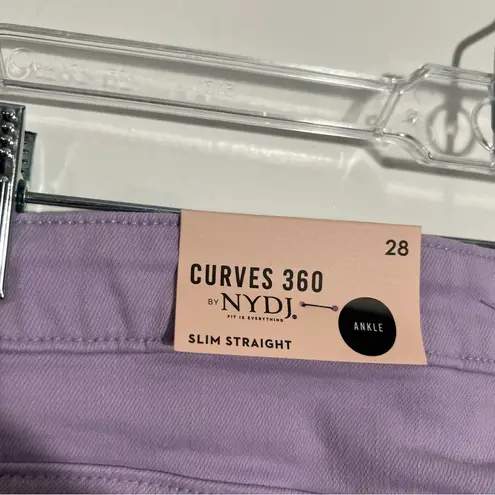 28
CURVES 360
BY NYDJ®
FIT IS EVERYTHING
ANKLE
SLIM STRAIGHT